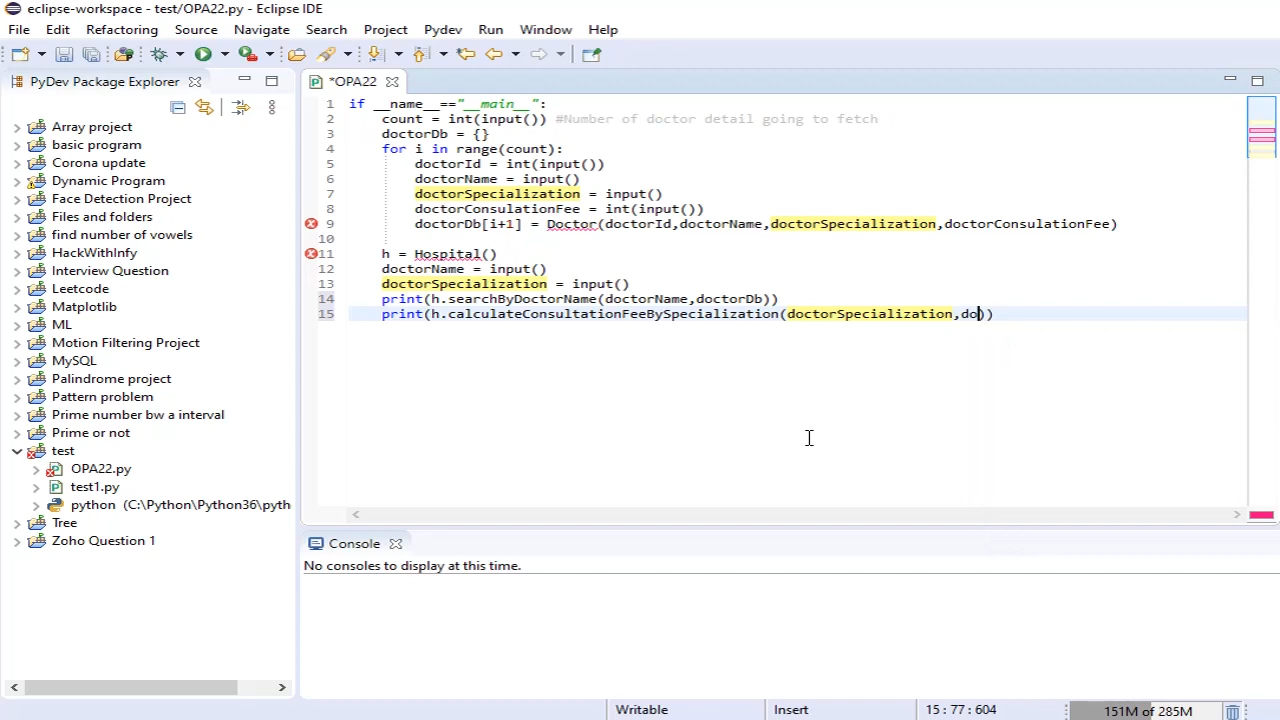 eclipse-workspace - test/OPA22.py - Eclipse IDE
File Edit Refactoring Source Navigate Search Project Pydev Run Window Help
PyDev Package Explorer
Array project
basic program
Corona update
Dynamic Program
Face Detection Project
Files and folders
find number of vowels
HackWithInfy
Interview Question
Leetcode
Matplotlib
ML
Motion Filtering Project
MySQL
Palindrome project
Pattern problem
Prime number bw a interval
Prime or not
test
OPA22.py
test1.py
python (C:\Python\Python36\pyth
Tree
Zoho Question 1
*OPA22
1 if __name__=="__main__":
2 count = int(input()) #Number of doctor detail going to fetch
3 doctorDb = {}
4 for i in range(count):
5 doctorId = int(input())
6 doctorName = input()
7 doctorSpecialization = input()
8 doctorConsulationFee = int(input())
9 doctorDb[i+1] = Doctor(doctorId,doctorName,doctorSpecialization,doctorConsulationFee)
10
11 h = Hospital()
12 doctorName = input()
13 doctorSpecialization = input()
14 print(h.searchByDoctorName(doctorName,doctorDb))
15 print(h.calculateConsultationFeeBySpecialization(doctorSpecialization,do))
Console
No consoles to display at this time.
Writable Insert 15 : 77 : 604 151M of 285M